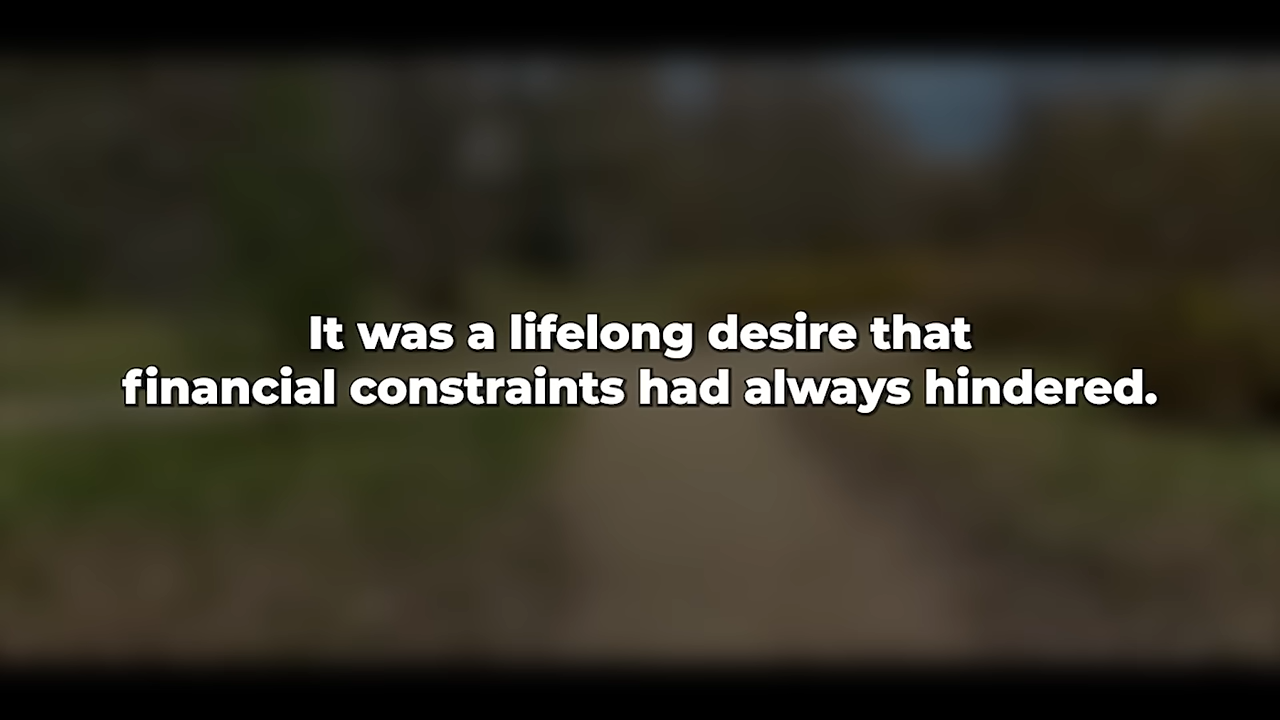 It was a lifelong desire that
financial constraints had always hindered.